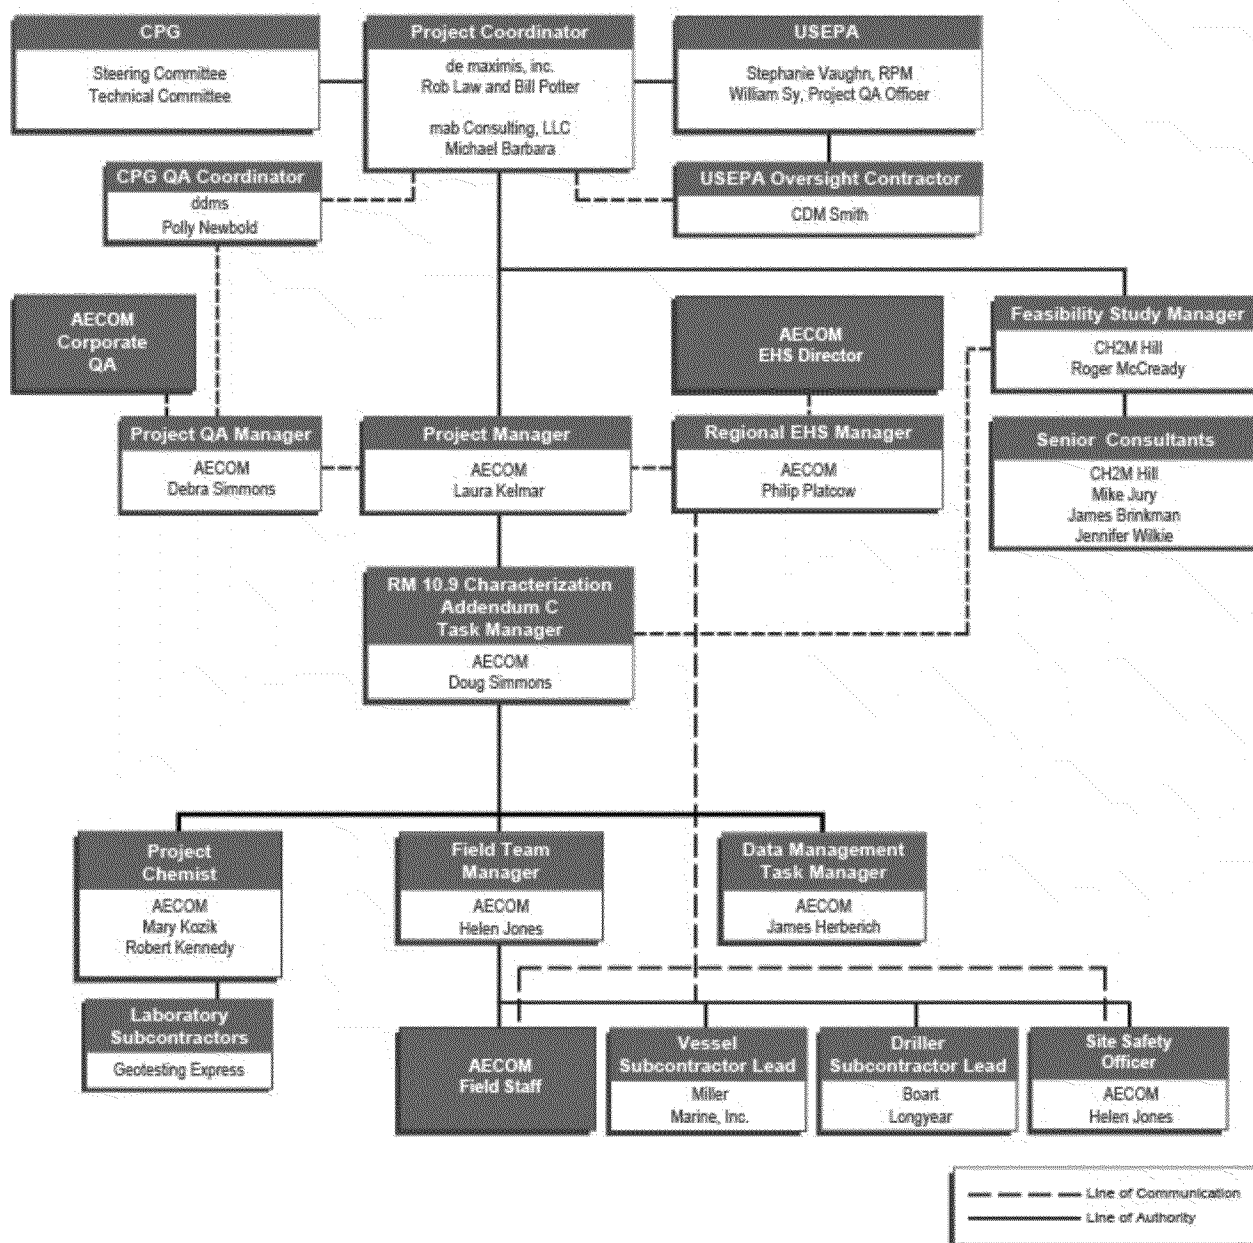 CPG
Steering Committee
Technical Committee
Project Coordinator
de maximis, inc.
Rob Law and Bill Potter
mab Consulting, LLC
Michael Barbara
USEPA
Stephanie Vaughn, RPM
William Sy, Project QA Officer
CPG QA Coordinator
ddms
Polly Newbold
USEPA Oversight Contractor
CDM Smith
AECOM
Corporate
QA
AECOM
EHS Director
Feasibility Study Manager
CH2M Hill
Roger McCready
Project QA Manager
AECOM
Debra Simmons
Project Manager
AECOM
Laura Kelmar
Regional EHS Manager
AECOM
Philip Platcow
Senior Consultants
CH2M Hill
Mike Jury
James Brinkman
Jennifer Wilkie
RM 10.9 Characterization
Addendum C
Task Manager
AECOM
Doug Simmons
Project
Chemist
AECOM
Mary Kozik
Robert Kennedy
Field Team
Manager
AECOM
Helen Jones
Data Management
Task Manager
AECOM
James Herberich
Laboratory
Subcontractors
Geotesting Express
AECOM
Field Staff
Vessel
Subcontractor Lead
Miller
Marine, Inc.
Driller
Subcontractor Lead
Boart
Longyear
Site Safety
Officer
AECOM
Helen Jones
Line of Communication
Line of Authority